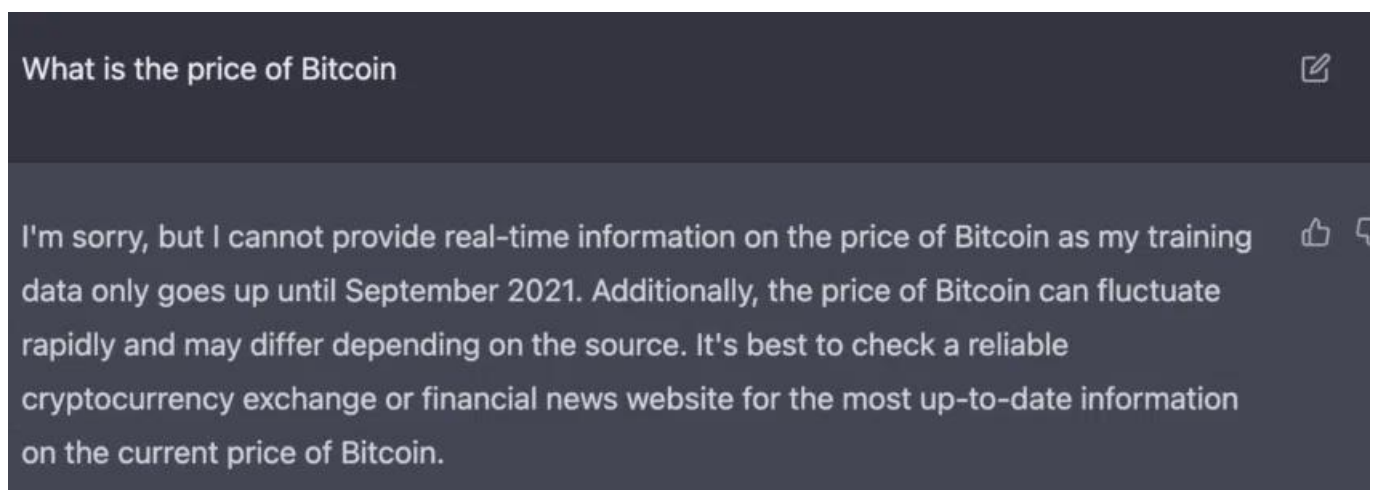 What is the price of Bitcoin
I'm sorry, but I cannot provide real-time information on the price of Bitcoin as my training
data only goes up until September 2021. Additionally, the price of Bitcoin can fluctuate
rapidly and may differ depending on the source. It's best to check a reliable
cryptocurrency exchange or financial news website for the most up-to-date information
on the current price of Bitcoin.